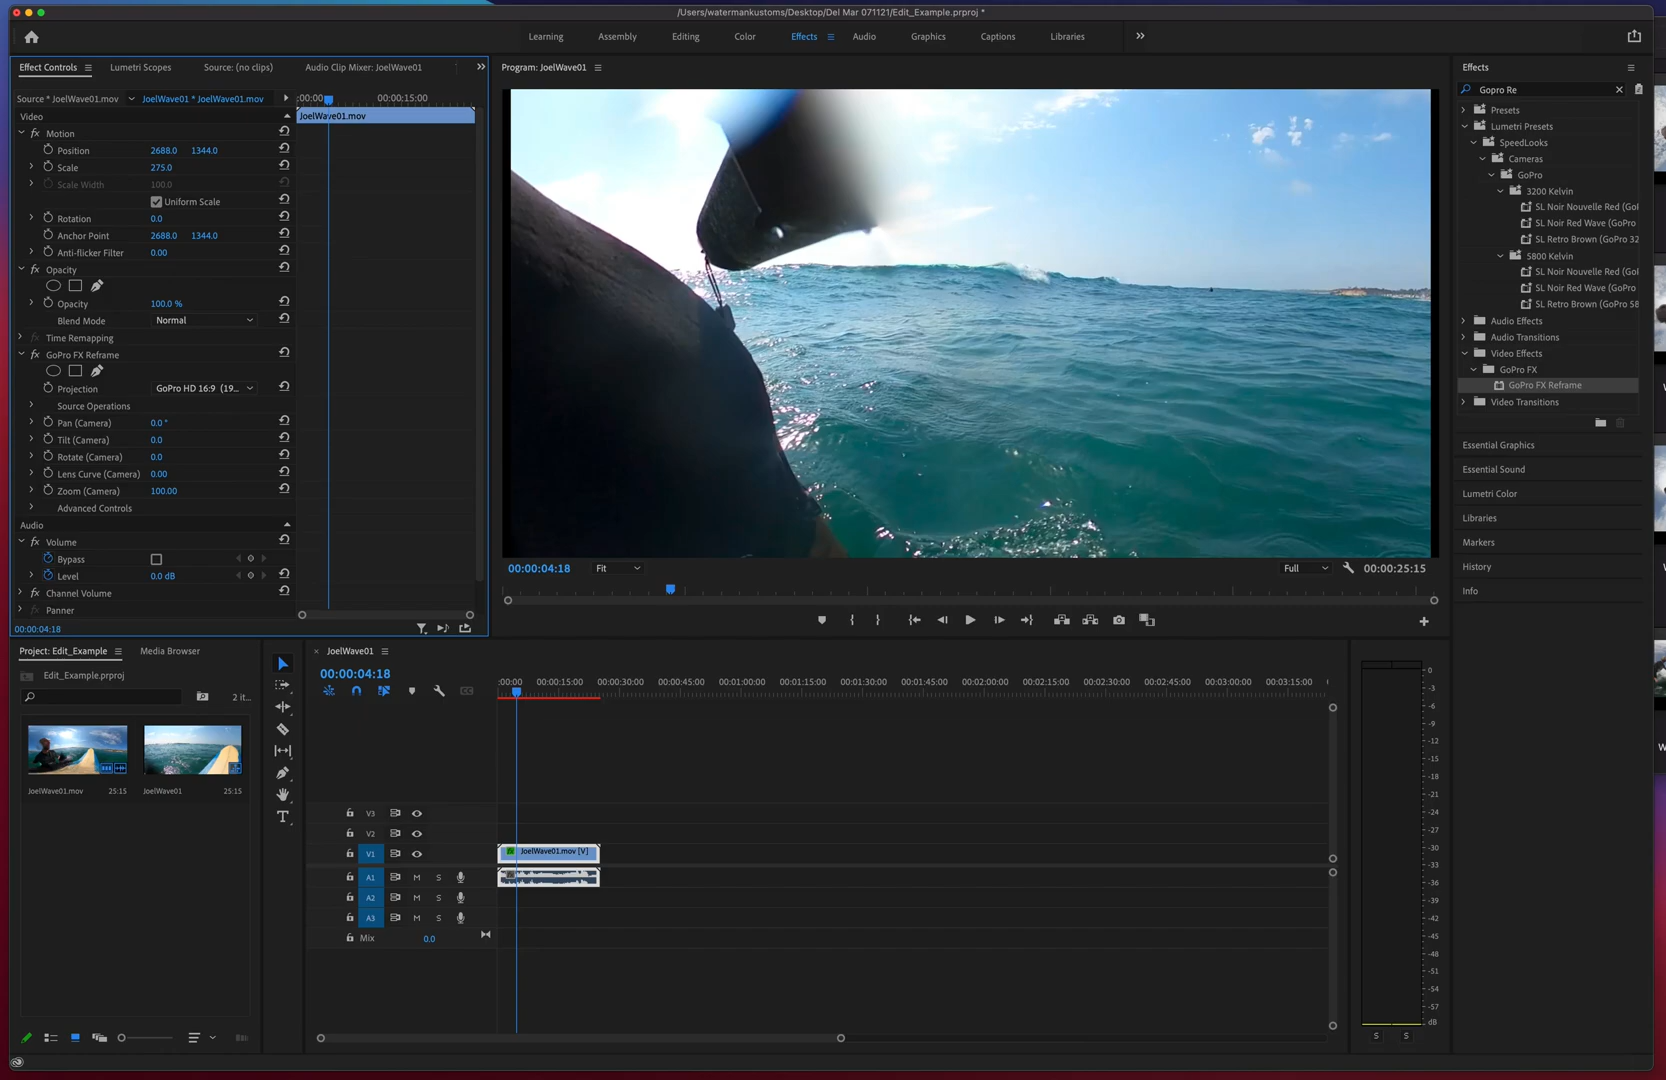 /Users/watermankustoms/Desktop/Del Mar 071121/Edit_Example.prproj *
Learning Assembly Editing Color Effects Audio Graphics Captions Libraries
Effect Controls Lumetri Scopes Source: (no clips) Audio Clip Mixer: JoelWave01
Source * JoelWave01.mov JoelWave01 * JoelWave01.mov
:00:00 00:00:15:00
JoelWave01.mov
Video
fx Motion
Position 2688.0 1344.0
Scale 275.0
Scale Width 100.0
Uniform Scale
Rotation 0.0
Anchor Point 2688.0 1344.0
Anti-flicker Filter 0.00
fx Opacity
Opacity 100.0 %
Blend Mode Normal
fx Time Remapping
fx GoPro FX Reframe
Projection GoPro HD 16:9 (19...
Source Operations
Pan (Camera) 0.0 °
Tilt (Camera) 0.0
Rotate (Camera) 0.0
Lens Curve (Camera) 0.00
Zoom (Camera) 100.00
Advanced Controls
Audio
fx Volume
Bypass
Level 0.0 dB
fx Channel Volume
fx Panner
00:00:04:18
Program: JoelWave01
00:00:04:18 Fit Full 00:00:25:15
Effects
Gopro Re
Presets
Lumetri Presets
SpeedLooks
Cameras
GoPro
3200 Kelvin
SL Noir Nouvelle Red (Gol
SL Noir Red Wave (GoPro
SL Retro Brown (GoPro 32
5800 Kelvin
SL Noir Nouvelle Red (Gol
SL Noir Red Wave (GoPro
SL Retro Brown (GoPro 58
Audio Effects
Audio Transitions
Video Effects
GoPro FX
GoPro FX Reframe
Video Transitions
Essential Graphics
Essential Sound
Lumetri Color
Libraries
Markers
History
Info
Project: Edit_Example Media Browser
Edit_Example.prproj
2 it...
JoelWave01.mov 25:15 JoelWave01 25:15
× JoelWave01
00:00:04:18
:00:00 00:00:15:00 00:00:30:00 00:00:45:00 00:01:00:00 00:01:15:00 00:01:30:00 00:01:45:00 00:02:00:00 00:02:15:00 00:02:30:00 00:02:45:00 00:03:00:00 00:03:15:00
V3
V2
V1 fx JoelWave01.mov [V]
A1 M S
A2 M S
A3 M S
Mix 0.0
0
-3
-6
-9
-12
-15
-18
-21
-24
-27
-30
-33
-36
-39
-42
-45
-48
-51
-54
-57
dB
S S